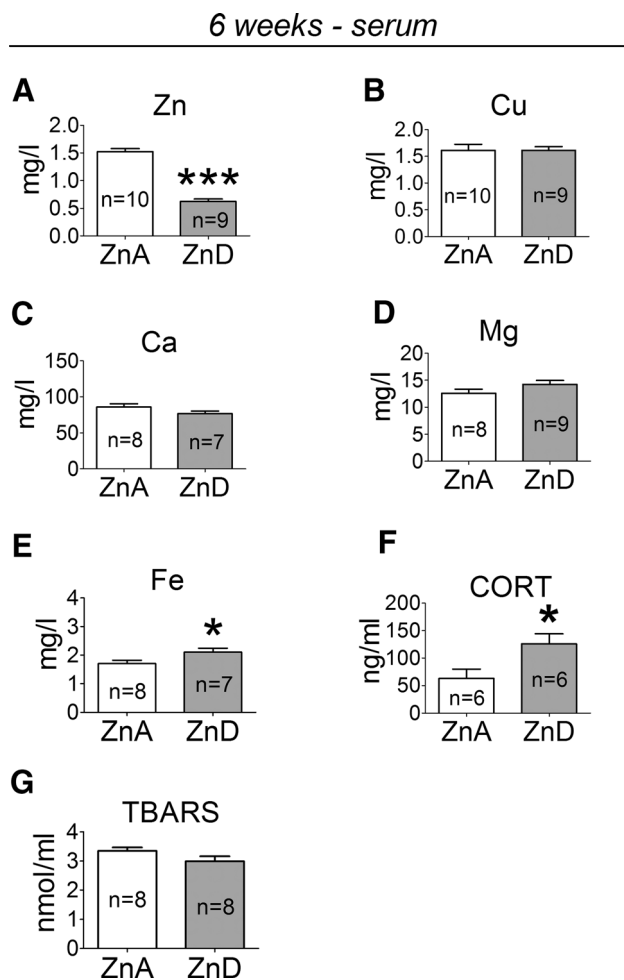 6 weeks - serum
A
Zn
mg/l
2.0
1.5
1.0
0.5
0.0
n=10
***
n=9
ZnA ZnD
B
Cu
mg/l
2.0
1.5
1.0
0.5
0.0
n=10
n=9
ZnA ZnD
C
Ca
mg/l
150
100
50
0
n=8
n=7
ZnA ZnD
D
Mg
mg/l
20
15
10
5
0
n=8
n=9
ZnA ZnD
E
Fe
mg/l
4
3
2
1
0
n=8
*
n=7
ZnA ZnD
F
CORT
ng/ml
200
150
100
50
0
n=6
*
n=6
ZnA ZnD
G
TBARS
nmol/ml
4
3
2
1
0
n=8
n=8
ZnA ZnD